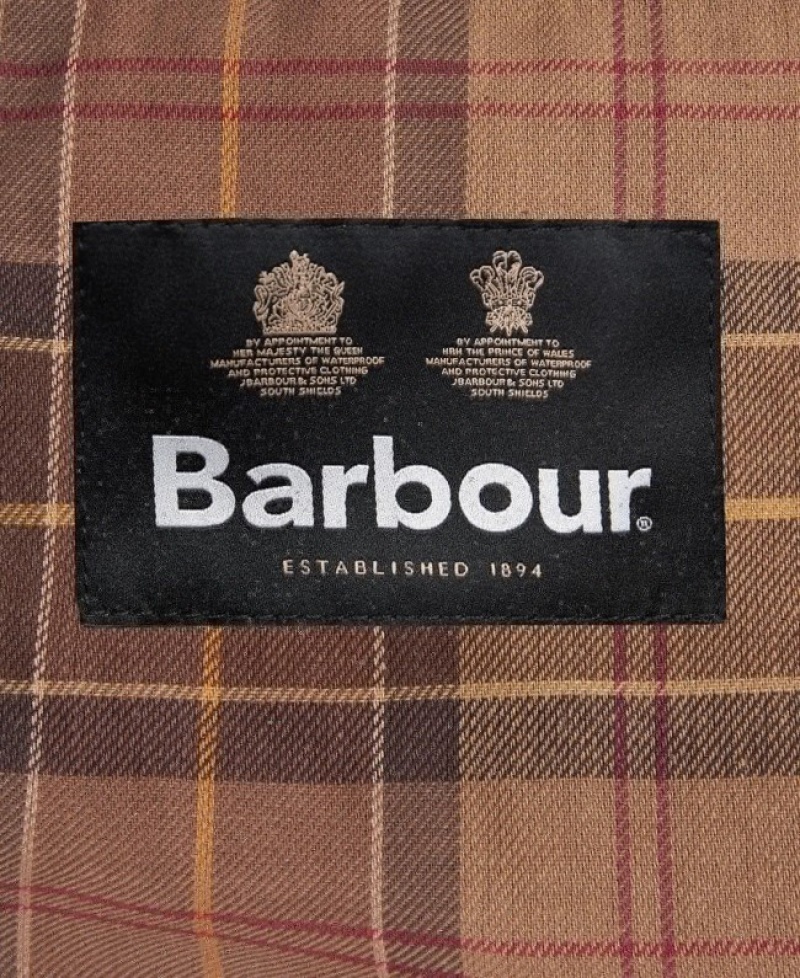 BY APPOINTMENT TO
HER MAJESTY THE QUEEN
MANUFACTURERS OF WATERPROOF
AND PROTECTIVE CLOTHING
JBARBOUR & SONS LTD
SOUTH SHIELDS
BY APPOINTMENT TO
HRH THE PRINCE OF WALES
MANUFACTURERS OF WATERPROOF
AND PROTECTIVE CLOTHING
JBARBOUR & SONS LTD
SOUTH SHIELDS
Barbour®
ESTABLISHED 1894